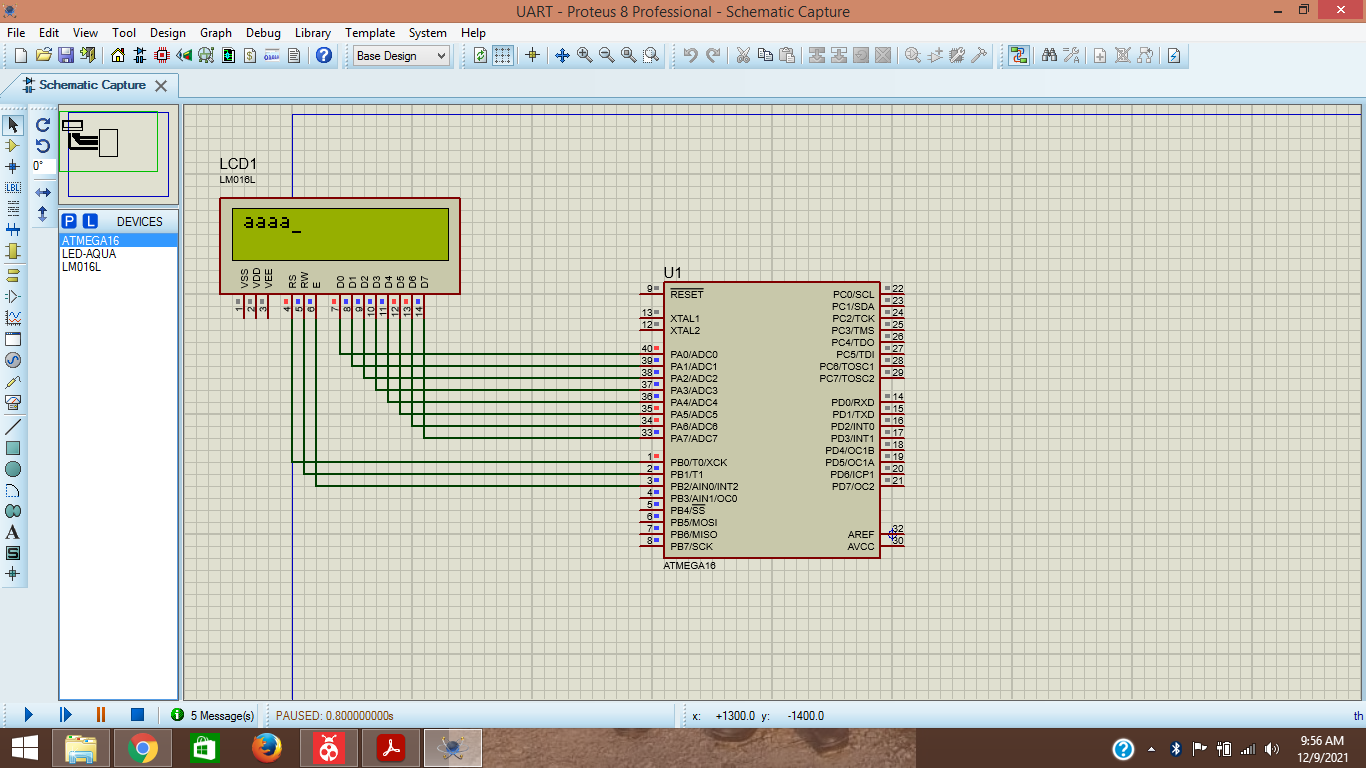 UART - Proteus 8 Professional - Schematic Capture
File Edit View Tool Design Graph Debug Library Template System Help
Base Design
Schematic Capture
0°
LBL
P L DEVICES
ATMEGA16
LED-AQUA
LM016L
A
S
LCD1
LM016L
aaaa_
VSS VDD VEE RS RW E D0 D1 D2 D3 D4 D5 D6 D7
1 2 3 4 5 6 7 8 9 10 11 12 13 14
U1
9 RESET PC0/SCL 22
PC1/SDA 23
13 XTAL1 PC2/TCK 24
12 XTAL2 PC3/TMS 25
PC4/TDO 26
40 PA0/ADC0 PC5/TDI 27
39 PA1/ADC1 PC6/TOSC1 28
38 PA2/ADC2 PC7/TOSC2 29
37 PA3/ADC3
36 PA4/ADC4 PD0/RXD 14
35 PA5/ADC5 PD1/TXD 15
34 PA6/ADC6 PD2/INT0 16
33 PA7/ADC7 PD3/INT1 17
PD4/OC1B 18
1 PB0/T0/XCK PD5/OC1A 19
2 PB1/T1 PD6/ICP1 20
3 PB2/AIN0/INT2 PD7/OC2 21
4 PB3/AIN1/OC0
5 PB4/SS
6 PB5/MOSI
7 PB6/MISO AREF 32
8 PB7/SCK AVCC 30
ATMEGA16
5 Message(s) PAUSED: 0.800000000s x: +1300.0 y: -1400.0 th
9:56 AM
12/9/2021